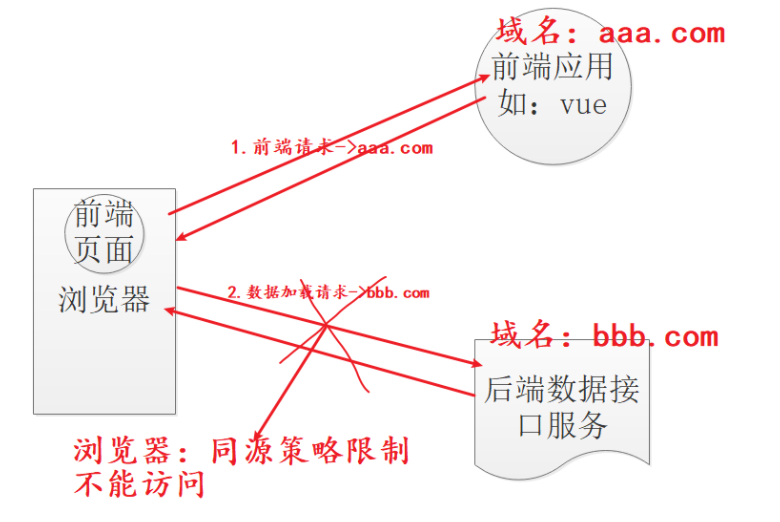 域名: aaa.com
前端应用
如: vue
1.前端请求->aaa.com
前端
页面
浏览器
2.数据加载请求->bbb.com
域名: bbb.com
后端数据接
口服务
浏览器: 同源策略限制
不能访问